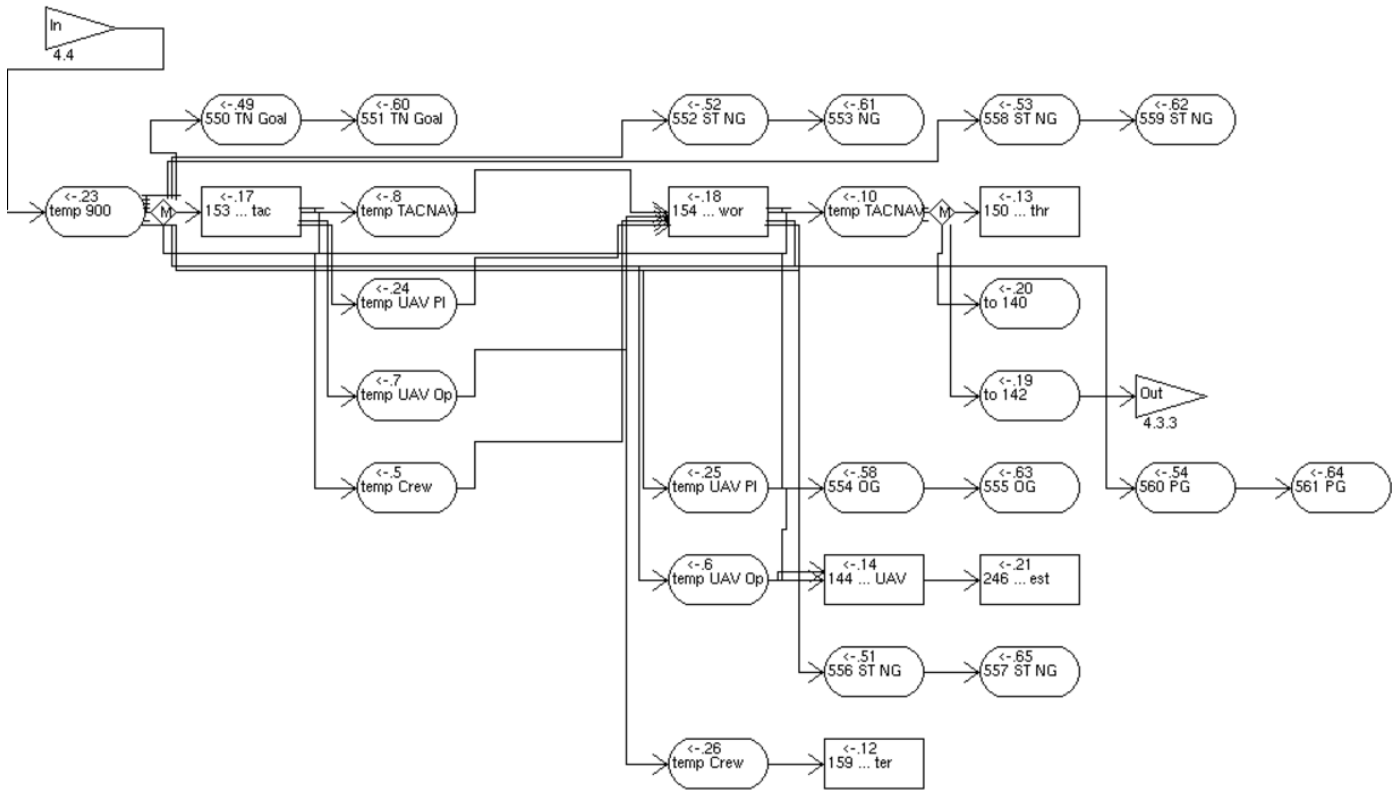 In
4.4
<-.49
550 TN Goal
<-.60
551 TN Goal
<-.52
552 ST NG
<-.61
553 NG
<-.53
558 ST NG
<-.62
559 ST NG
<-.23
temp 900
M
<-.17
153 ... tac
<-.8
temp TACNAV
<-.18
154 ... wor
<-.10
temp TACNAV
M
<-.13
150 ... thr
<-.24
temp UAV Pl
<-.20
to 140
<-.7
temp UAV Op
<-.19
to 142
Out
4.3.3
<-.5
temp Crew
<-.25
temp UAV Pl
<-.58
554 OG
<-.63
555 OG
<-.54
560 PG
<-.64
561 PG
<-.6
temp UAV Op
<-.14
144 ... UAV
<-.21
246 ... est
<-.51
556 ST NG
<-.65
557 ST NG
<-.26
temp Crew
<-.12
159 ... ter